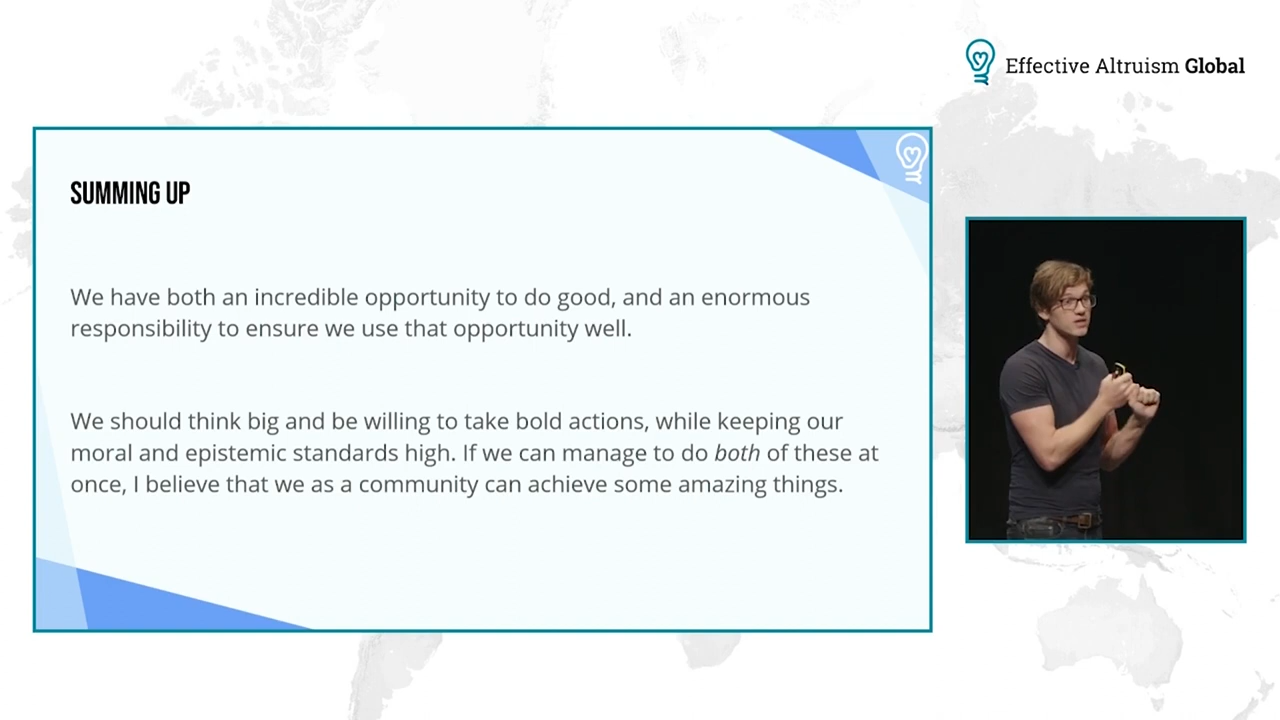 Effective Altruism Global
SUMMING UP
We have both an incredible opportunity to do good, and an enormous
responsibility to ensure we use that opportunity well.
We should think big and be willing to take bold actions, while keeping our
moral and epistemic standards high. If we can manage to do both of these at
once, I believe that we as a community can achieve some amazing things.